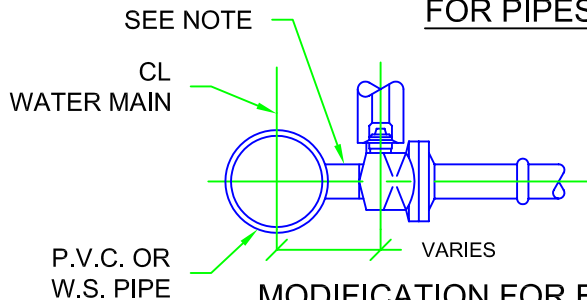 FOR PIPES
SEE NOTE
CL
WATER MAIN
VARIES
P.V.C. OR
W.S. PIPE
MODIFICATION FOR